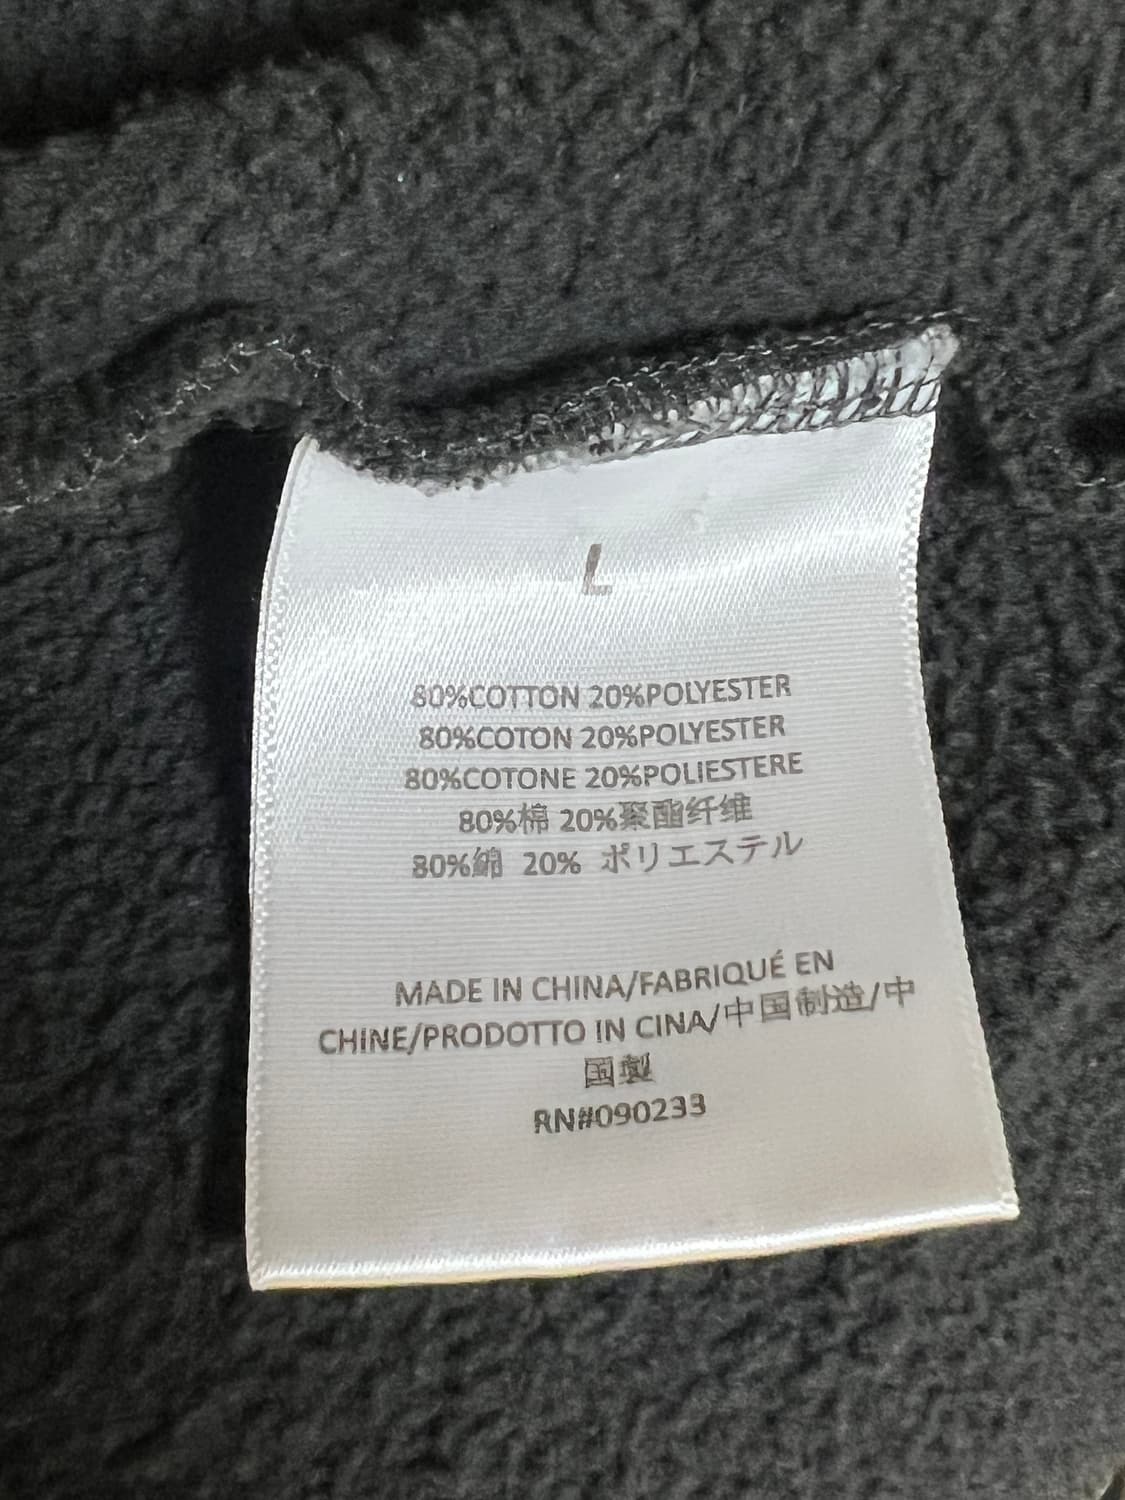 L
80%COTTON 20%POLYESTER
80%COTON 20%POLYESTER
80%COTONE 20%POLIESTERE
80%棉 20%聚酯纤维
80%綿 20% ポリエステル
MADE IN CHINA/FABRIQUÉ EN
CHINE/PRODOTTO IN CINA/中国制造/中
国製
RN#090233